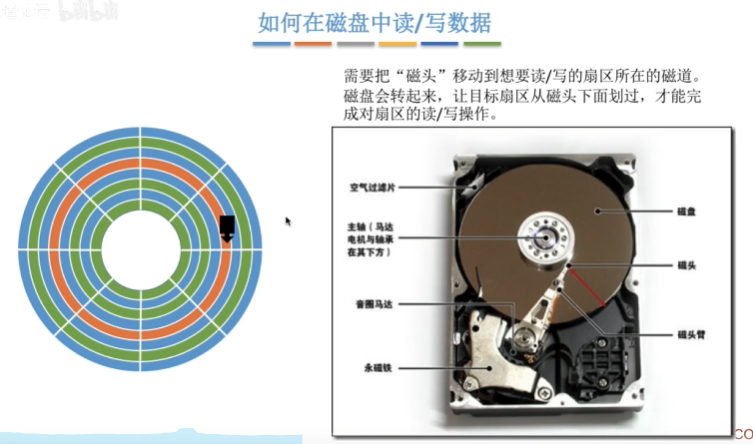 bilibili
如何在磁盘中读/写数据
需要把“磁头”移动到想要读/写的扇区所在的磁道。
磁盘会转起来，让目标扇区从磁头下面划过，才能完
成对扇区的读/写操作。
空气过滤片
主轴（马达
电机与轴承
在其下方）
音圈马达
永磁铁
磁盘
磁头
磁头臂